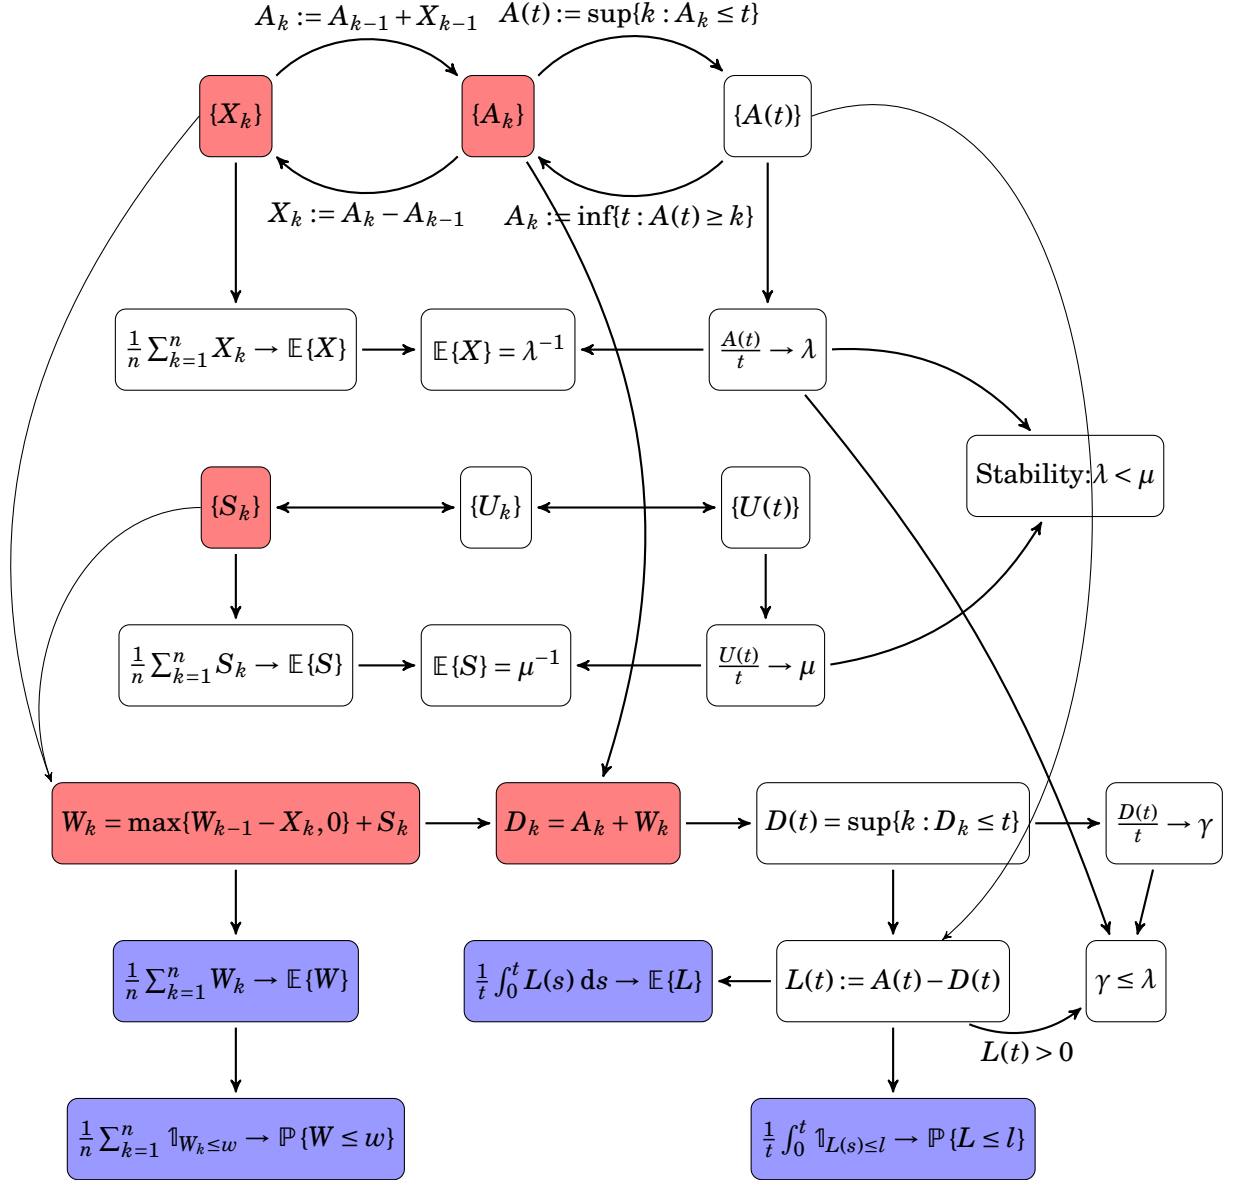 A_k := A_{k−1} + X_{k−1}
A(t) := sup{k : A_k ≤ t}
{X_k}
{A_k}
{A(t)}
X_k := A_k − A_{k−1}
A_k := inf{t : A(t) ≥ k}
1/n ∑_{k=1}^n X_k → 𝔼{X}
𝔼{X} = λ^{−1}
A(t)/t → λ
Stability: λ < μ
{S_k}
{U_k}
{U(t)}
1/n ∑_{k=1}^n S_k → 𝔼{S}
𝔼{S} = μ^{−1}
U(t)/t → μ
W_k = max{W_{k−1} − X_k, 0} + S_k
D_k = A_k + W_k
D(t) = sup{k : D_k ≤ t}
D(t)/t → γ
1/n ∑_{k=1}^n W_k → 𝔼{W}
1/t ∫_0^t L(s) ds → 𝔼{L}
L(t) := A(t) − D(t)
γ ≤ λ
L(t) > 0
1/n ∑_{k=1}^n 𝟙_{W_k ≤ w} → ℙ{W ≤ w}
1/t ∫_0^t 𝟙_{L(s) ≤ l} → ℙ{L ≤ l}